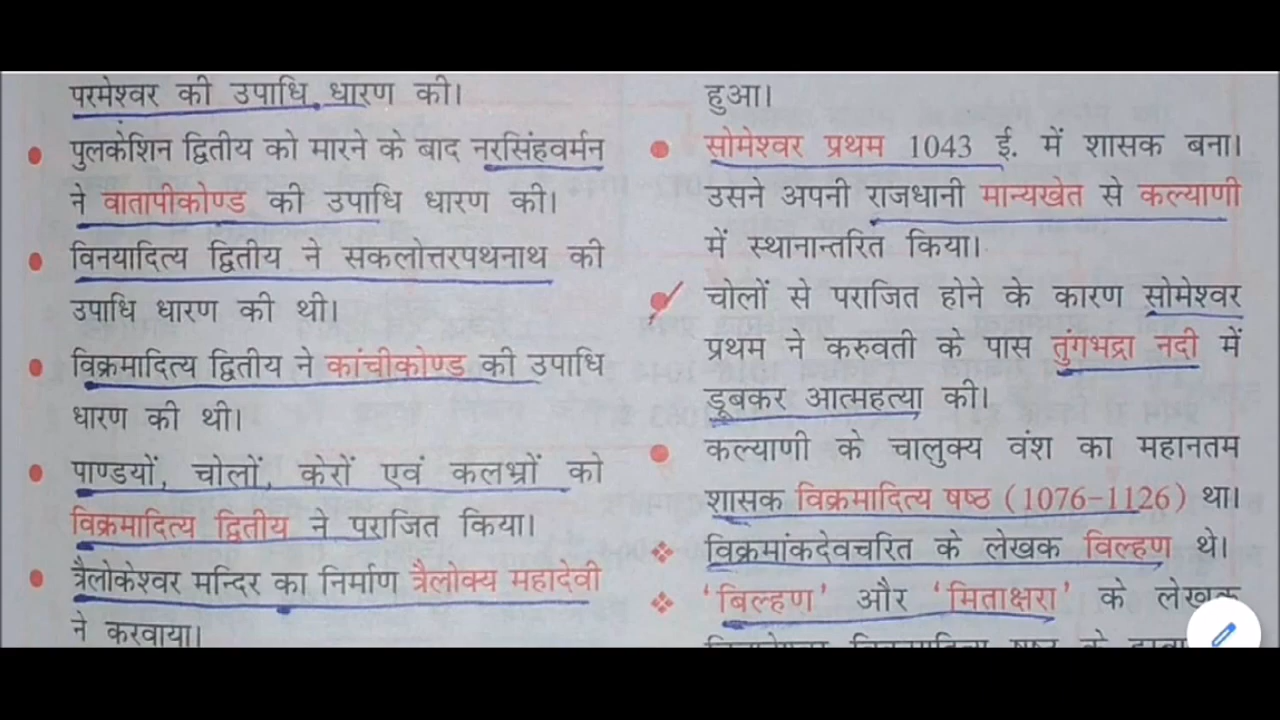 परमेश्वर की उपाधि धारण की।
पुलकेशिन द्वितीय को मारने के बाद नरसिंहवर्मन
ने वातापीकोण्ड की उपाधि धारण की।
विनयादित्य द्वितीय ने सकलोत्तरपथनाथ की
उपाधि धारण की थी।
विक्रमादित्य द्वितीय ने कांचीकोण्ड की उपाधि
धारण की थी।
पाण्डयों, चोलों, केरों एवं कलभ्रों को
विक्रमादित्य द्वितीय ने पराजित किया।
त्रैलोकेश्वर मन्दिर का निर्माण त्रैलोक्य महादेवी
ने करवाया।
हुआ।
सोमेश्वर प्रथम 1043 ई. में शासक बना।
उसने अपनी राजधानी मान्यखेत से कल्याणी
में स्थानान्तरित किया।
चोलों से पराजित होने के कारण सोमेश्वर
प्रथम ने करुवती के पास तुगभद्रा नदी में
डूबकर आत्महत्या की।
कल्याणी के चालुक्य वंश का महानतम
शासक विक्रमादित्य षष्ठ (1076-1126) था।
विक्रमांकदेवचरित के लेखक विल्हण थे।
'बिल्हण' और 'मिताक्षरा' के लेखक